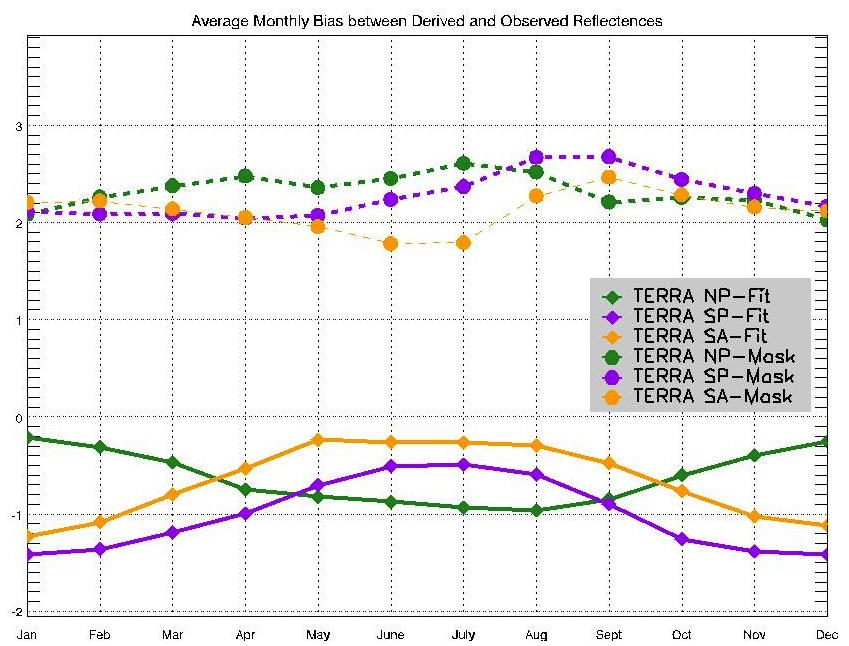 Average Monthly Bias between Derived and Observed Reflectences
3
2
1
0
-1
-2
TERRA NP-Fit
TERRA SP-Fit
TERRA SA-Fit
TERRA NP-Mask
TERRA SP-Mask
TERRA SA-Mask
Jan Feb Mar Apr May June July Aug Sept Oct Nov Dec